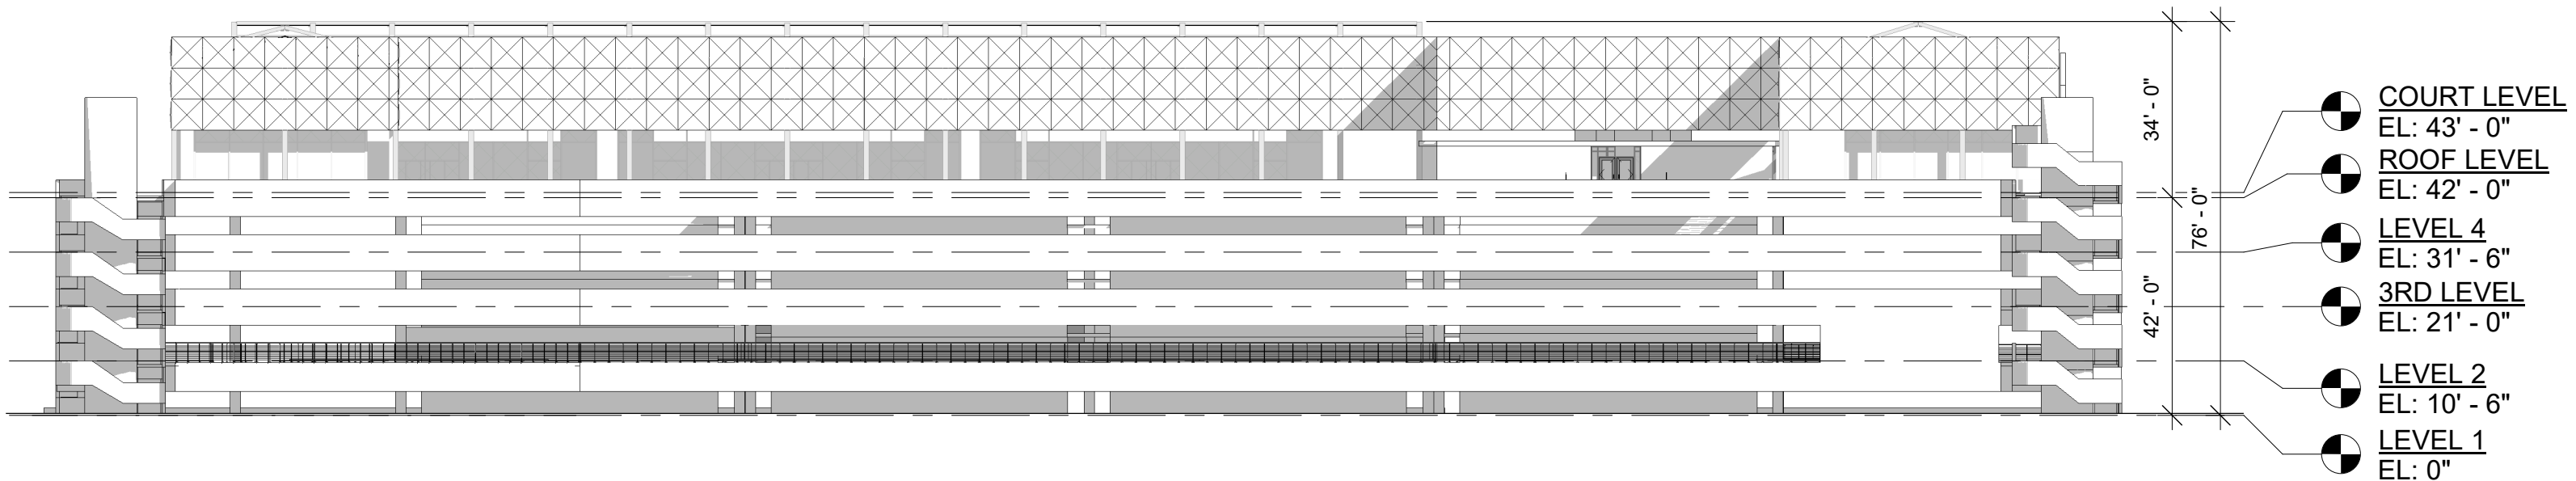 34' - 0"
76' - 0"
42' - 0"
COURT LEVEL
EL: 43' - 0"
ROOF LEVEL
EL: 42' - 0"
LEVEL 4
EL: 31' - 6"
3RD LEVEL
EL: 21' - 0"
LEVEL 2
EL: 10' - 6"
LEVEL 1
EL: 0"